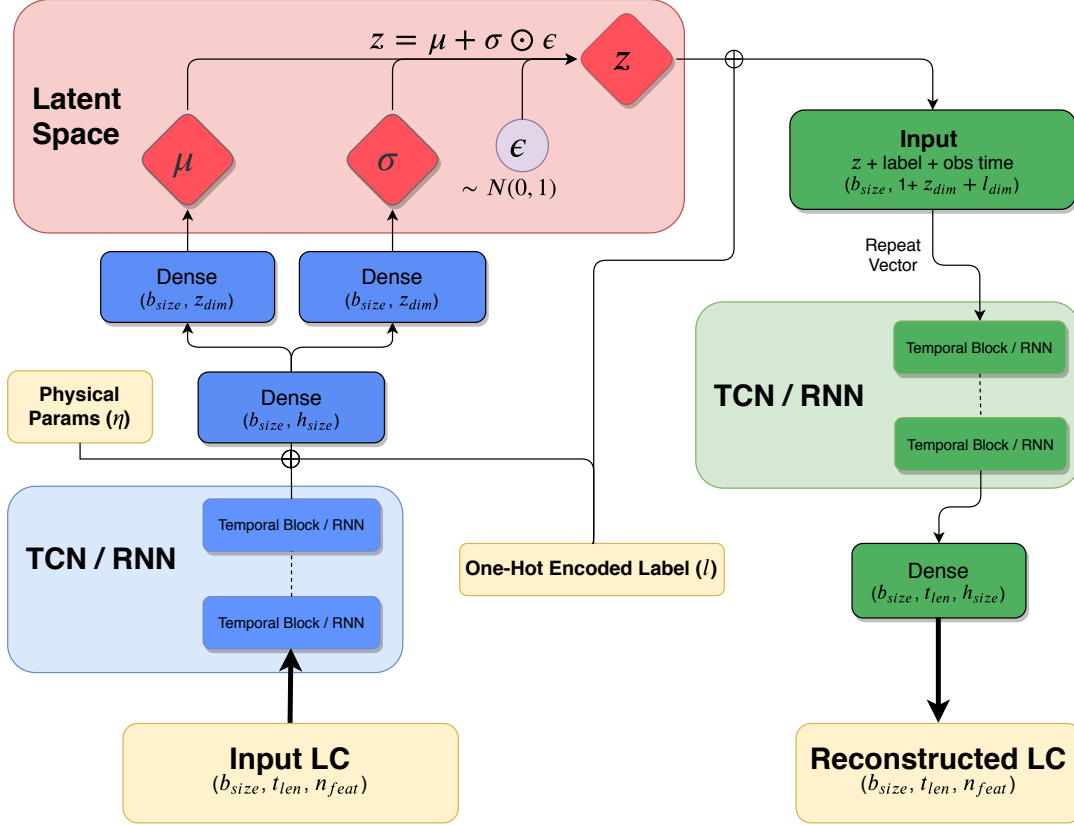 z = μ + σ ⊙ ϵ
z
Latent
Space
μ
σ
ϵ
∼ N(0, 1)
Input
z + label + obs time
(b_size, 1+ z_dim + l_dim)
Repeat
Vector
Dense
(b_size, z_dim)
Dense
(b_size, z_dim)
Physical
Params (η)
Dense
(b_size, h_size)
TCN / RNN
Temporal Block / RNN
Temporal Block / RNN
TCN / RNN
Temporal Block / RNN
Temporal Block / RNN
One-Hot Encoded Label (l)
Dense
(b_size, t_len, h_size)
Input LC
(b_size, t_len, n_feat)
Reconstructed LC
(b_size, t_len, n_feat)